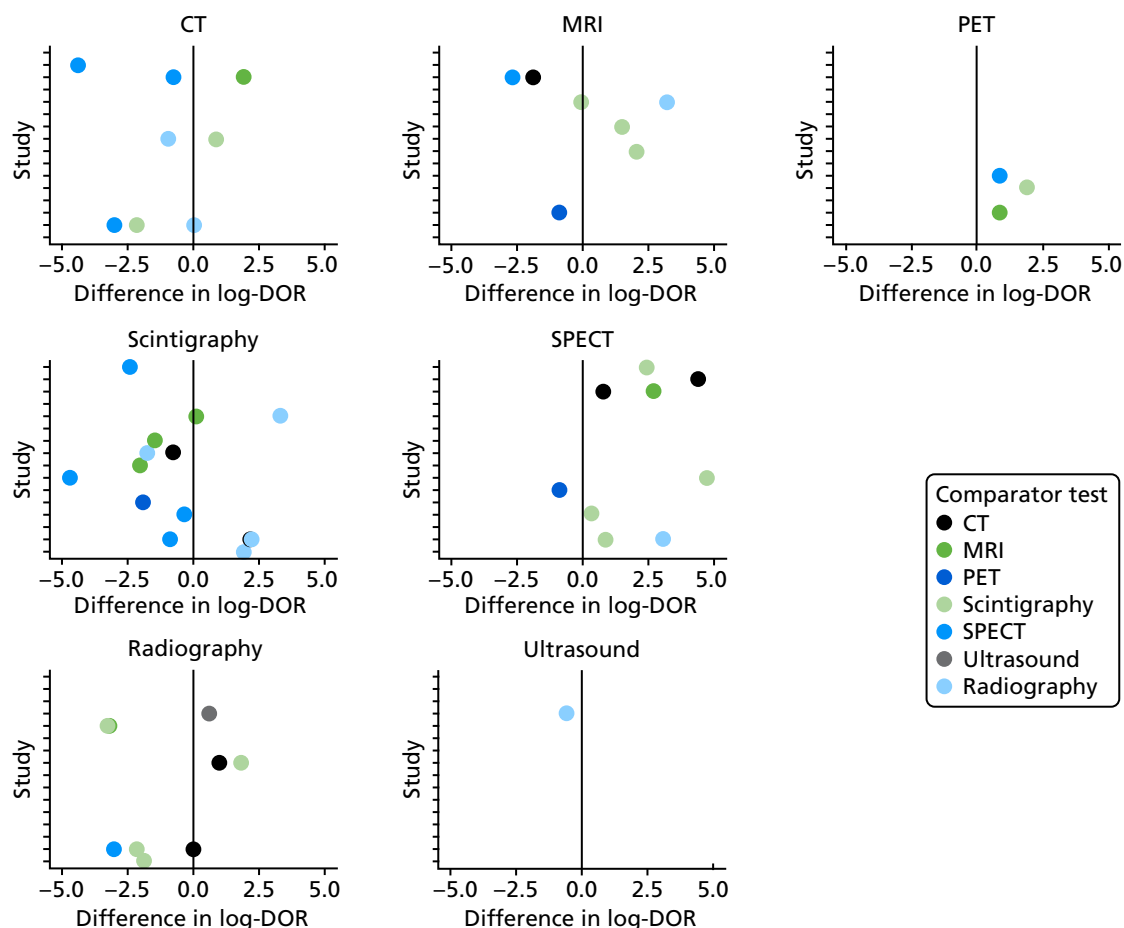 CT
Study
−5.0 −2.5 0.0 2.5 5.0
Difference in log-DOR
MRI
Study
−5.0 −2.5 0.0 2.5 5.0
Difference in log-DOR
PET
Study
−5.0 −2.5 0.0 2.5 5.0
Difference in log-DOR
Scintigraphy
Study
−5.0 −2.5 0.0 2.5 5.0
Difference in log-DOR
SPECT
Study
−5.0 −2.5 0.0 2.5 5.0
Difference in log-DOR
Comparator test
CT
MRI
PET
Scintigraphy
SPECT
Ultrasound
Radiography
Radiography
Study
−5.0 −2.5 0.0 2.5 5.0
Difference in log-DOR
Ultrasound
Study
−5.0 −2.5 0.0 2.5 5.0
Difference in log-DOR